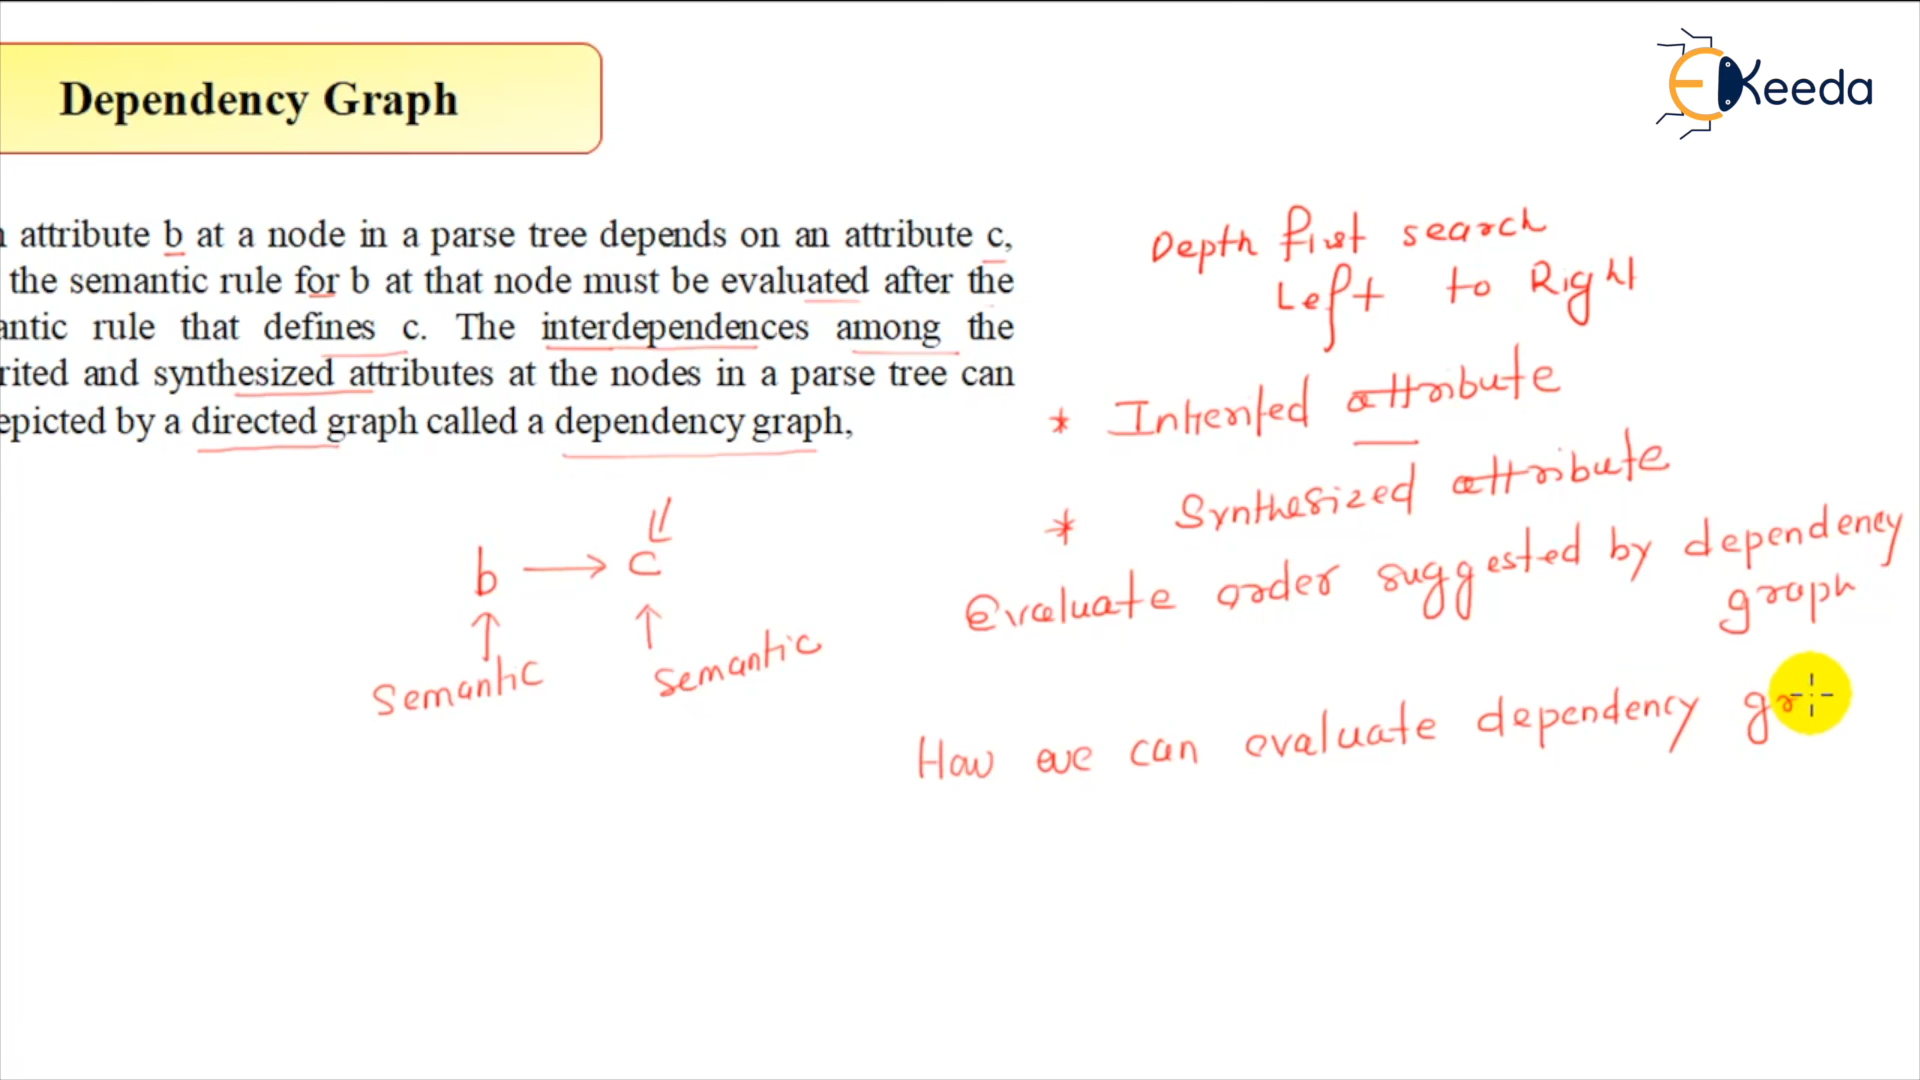 Dependency Graph
EKeeda
attribute b at a node in a parse tree depends on an attribute c,
the semantic rule for b at that node must be evaluated after the
antic rule that defines c. The interdependences among the
rited and synthesized attributes at the nodes in a parse tree can
epicted by a directed graph called a dependency graph,
b → c
Semantic semantic
Depth first search
Left to Right
* Inherited attribute
* Synthesized attribute
Evaluate order suggested by dependency
graph
How we can evaluate dependency gr